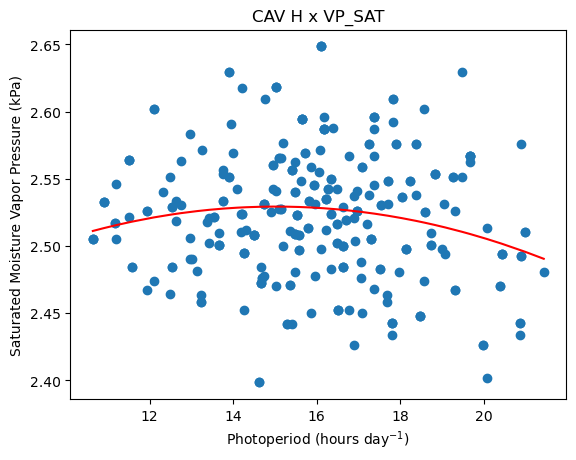 CAV H x VP_SAT
Saturated Moisture Vapor Pressure (kPa)
2.65
2.60
2.55
2.50
2.45
2.40
12 14 16 18 20
Photoperiod (hours day⁻¹)